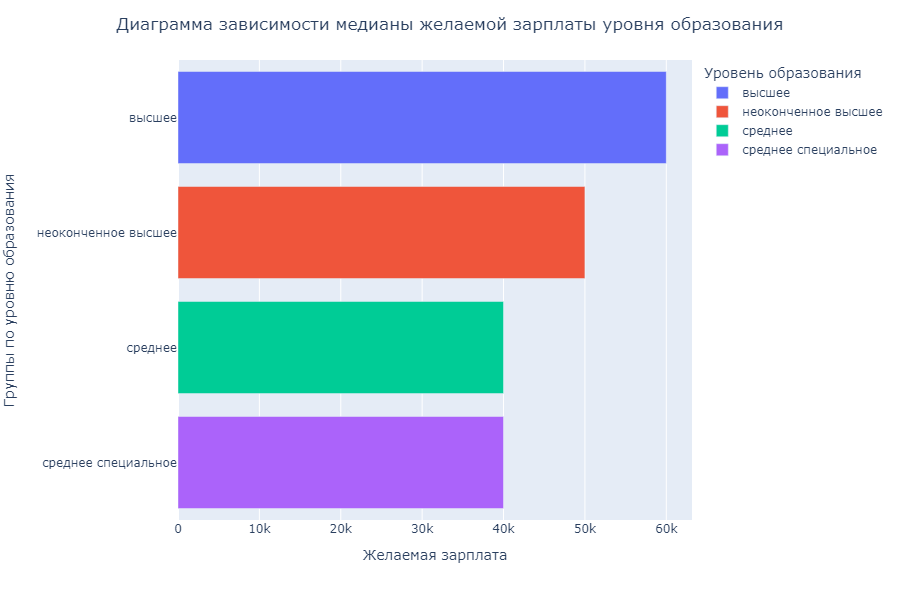 Диаграмма зависимости медианы желаемой зарплаты уровня образования
Группы по уровню образования
высшее
неоконченное высшее
среднее
среднее специальное
0 10k 20k 30k 40k 50k 60k
Желаемая зарплата
Уровень образования
высшее
неоконченное высшее
среднее
среднее специальное